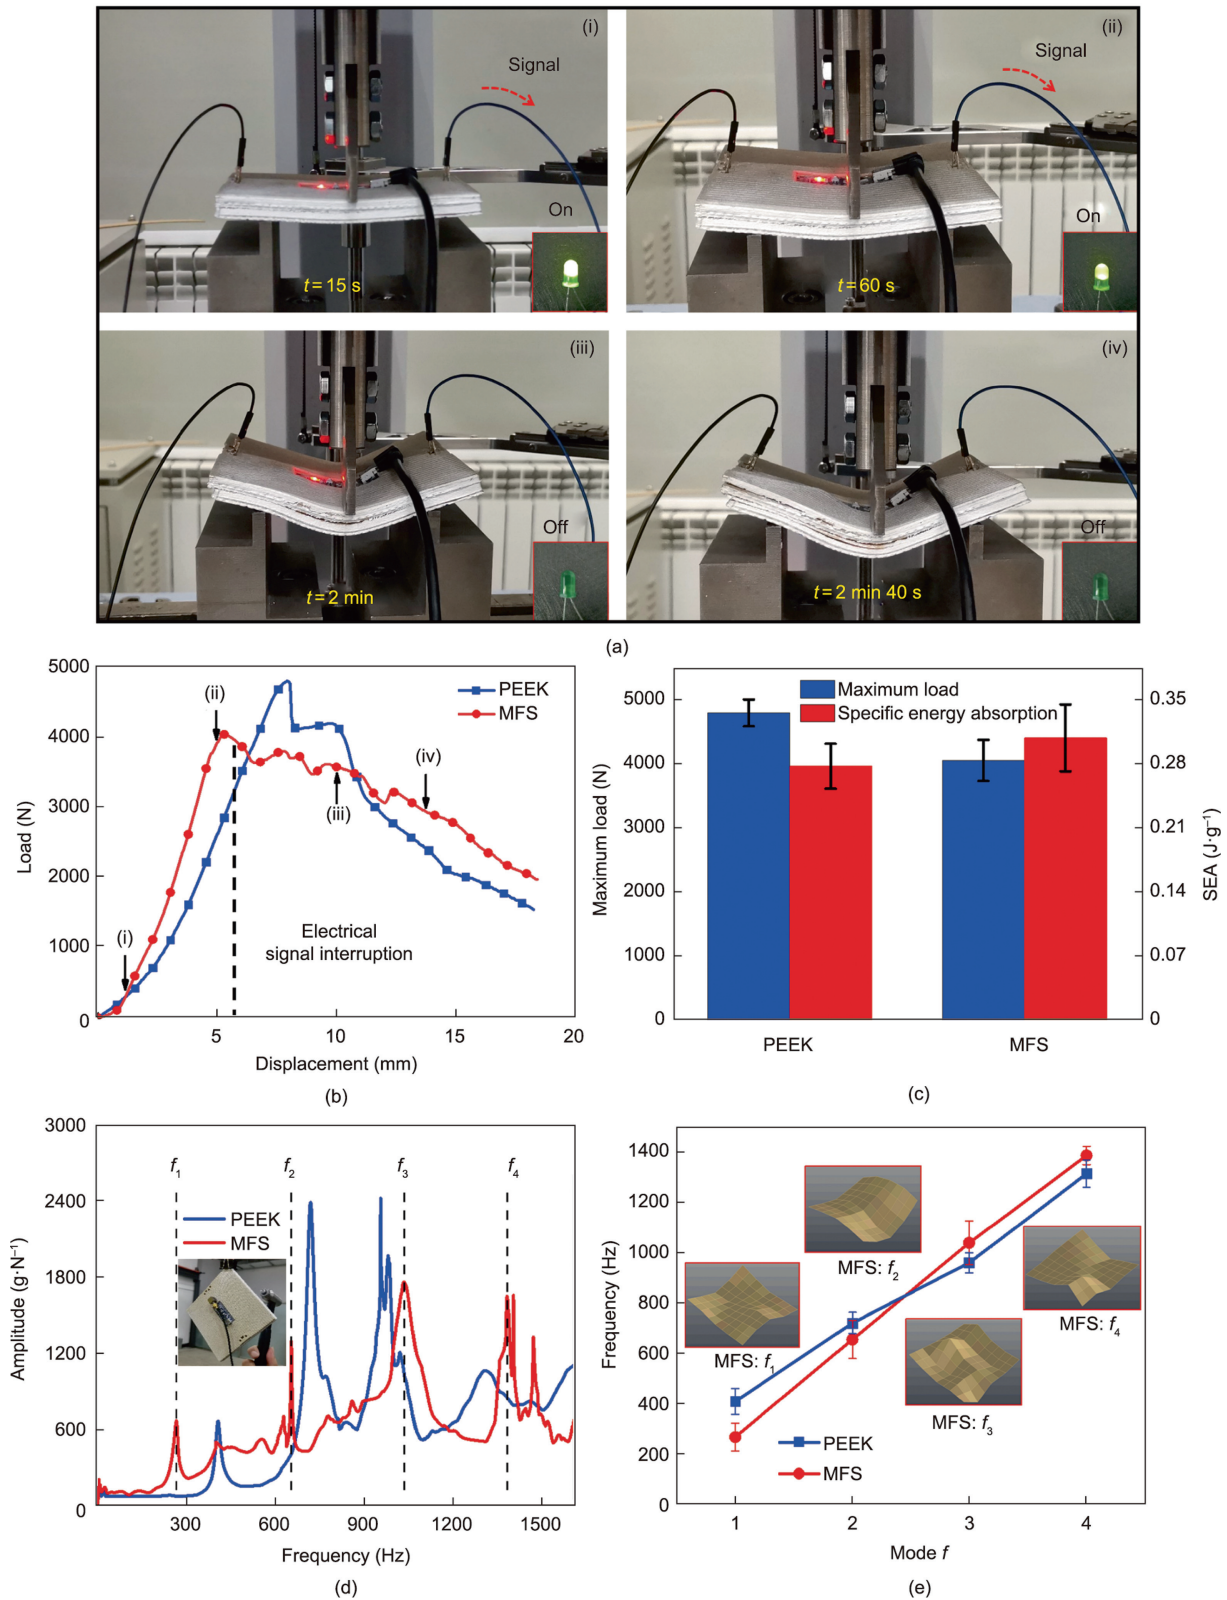 (i)
Signal
On
t = 15 s
(ii)
Signal
On
t = 60 s
(iii)
Off
t = 2 min
(iv)
Off
t = 2 min 40 s
(a)
5000
4000
3000
2000
1000
0
Load (N)
(i)
(ii)
(iii)
(iv)
PEEK
MFS
Electrical
signal interruption
5
10
15
20
Displacement (mm)
(b)
5000
4000
3000
2000
1000
0
Maximum load (N)
Maximum load
Specific energy absorption
0.35
0.28
0.21
0.14
0.07
0
SEA (J·g⁻¹)
PEEK
MFS
(c)
3000
2400
1800
1200
600
0
Amplitude (g·N⁻¹)
f₁
f₂
f₃
f₄
PEEK
MFS
300
600
900
1200
1500
Frequency (Hz)
(d)
1400
1200
1000
800
600
400
200
0
Frequency (Hz)
MFS: f₁
MFS: f₂
MFS: f₃
MFS: f₄
PEEK
MFS
1
2
3
4
Mode f
(e)